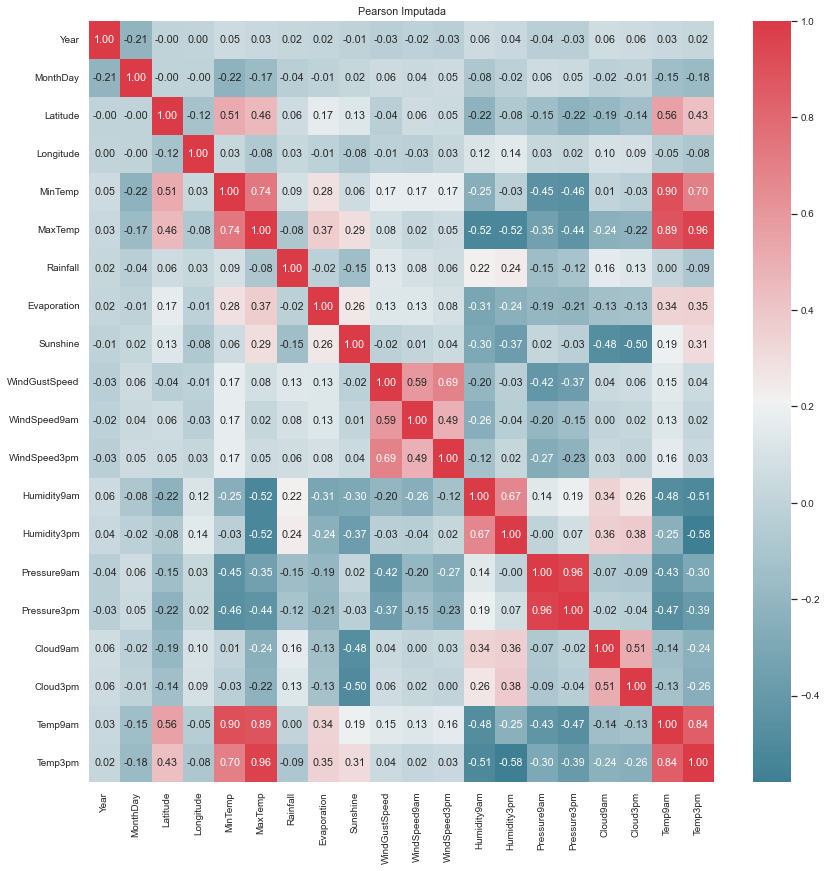 Pearson Imputada
Year 1.00 -0.21 -0.00 0.00 0.05 0.03 0.02 0.02 -0.01 -0.03 -0.02 -0.03 0.06 0.04 -0.04 -0.03 0.06 0.06 0.03 0.02
MonthDay -0.21 1.00 -0.00 -0.00 -0.22 -0.17 -0.04 -0.01 0.02 0.06 0.04 0.05 -0.08 -0.02 0.06 0.05 -0.02 -0.01 -0.15 -0.18
Latitude -0.00 -0.00 1.00 -0.12 0.51 0.46 0.06 0.17 0.13 -0.04 0.06 0.05 -0.22 -0.08 -0.15 -0.22 -0.19 -0.14 0.56 0.43
Longitude 0.00 -0.00 -0.12 1.00 0.03 -0.08 0.03 -0.01 -0.08 -0.01 -0.03 0.03 0.12 0.14 0.03 0.02 0.10 0.09 -0.05 -0.08
MinTemp 0.05 -0.22 0.51 0.03 1.00 0.74 0.09 0.28 0.06 0.17 0.17 0.17 -0.25 -0.03 -0.45 -0.46 0.01 -0.03 0.90 0.70
MaxTemp 0.03 -0.17 0.46 -0.08 0.74 1.00 -0.08 0.37 0.29 0.08 0.02 0.05 -0.52 -0.52 -0.35 -0.44 -0.24 -0.22 0.89 0.96
Rainfall 0.02 -0.04 0.06 0.03 0.09 -0.08 1.00 -0.02 -0.15 0.13 0.08 0.06 0.22 0.24 -0.15 -0.12 0.16 0.13 0.00 -0.09
Evaporation 0.02 -0.01 0.17 -0.01 0.28 0.37 -0.02 1.00 0.26 0.13 0.13 0.08 -0.31 -0.24 -0.19 -0.21 -0.13 -0.13 0.34 0.35
Sunshine -0.01 0.02 0.13 -0.08 0.06 0.29 -0.15 0.26 1.00 -0.02 0.01 0.04 -0.30 -0.37 0.02 -0.03 -0.48 -0.50 0.19 0.31
WindGustSpeed -0.03 0.06 -0.04 -0.01 0.17 0.08 0.13 0.13 -0.02 1.00 0.59 0.69 -0.20 -0.03 -0.42 -0.37 0.04 0.06 0.15 0.04
WindSpeed9am -0.02 0.04 0.06 -0.03 0.17 0.02 0.08 0.13 0.01 0.59 1.00 0.49 -0.26 -0.04 -0.20 -0.15 0.00 0.02 0.13 0.02
WindSpeed3pm -0.03 0.05 0.05 0.03 0.17 0.05 0.06 0.08 0.04 0.69 0.49 1.00 -0.12 0.02 -0.27 -0.23 0.03 0.00 0.16 0.03
Humidity9am 0.06 -0.08 -0.22 0.12 -0.25 -0.52 0.22 -0.31 -0.30 -0.20 -0.26 -0.12 1.00 0.67 0.14 0.19 0.34 0.26 -0.48 -0.51
Humidity3pm 0.04 -0.02 -0.08 0.14 -0.03 -0.52 0.24 -0.24 -0.37 -0.03 -0.04 0.02 0.67 1.00 -0.00 0.07 0.36 0.38 -0.25 -0.58
Pressure9am -0.04 0.06 -0.15 0.03 -0.45 -0.35 -0.15 -0.19 0.02 -0.42 -0.20 -0.27 0.14 -0.00 1.00 0.96 -0.07 -0.09 -0.43 -0.30
Pressure3pm -0.03 0.05 -0.22 0.02 -0.46 -0.44 -0.12 -0.21 -0.03 -0.37 -0.15 -0.23 0.19 0.07 0.96 1.00 -0.02 -0.04 -0.47 -0.39
Cloud9am 0.06 -0.02 -0.19 0.10 0.01 -0.24 0.16 -0.13 -0.48 0.04 0.00 0.03 0.34 0.36 -0.07 -0.02 1.00 0.51 -0.14 -0.24
Cloud3pm 0.06 -0.01 -0.14 0.09 -0.03 -0.22 0.13 -0.13 -0.50 0.06 0.02 0.00 0.26 0.38 -0.09 -0.04 0.51 1.00 -0.13 -0.26
Temp9am 0.03 -0.15 0.56 -0.05 0.90 0.89 0.00 0.34 0.19 0.15 0.13 0.16 -0.48 -0.25 -0.43 -0.47 -0.14 -0.13 1.00 0.84
Temp3pm 0.02 -0.18 0.43 -0.08 0.70 0.96 -0.09 0.35 0.31 0.04 0.02 0.03 -0.51 -0.58 -0.30 -0.39 -0.24 -0.26 0.84 1.00
Year MonthDay Latitude Longitude MinTemp MaxTemp Rainfall Evaporation Sunshine WindGustSpeed WindSpeed9am WindSpeed3pm Humidity9am Humidity3pm Pressure9am Pressure3pm Cloud9am Cloud3pm Temp9am Temp3pm
1.0
0.8
0.6
0.4
0.2
0.0
−0.2
−0.4